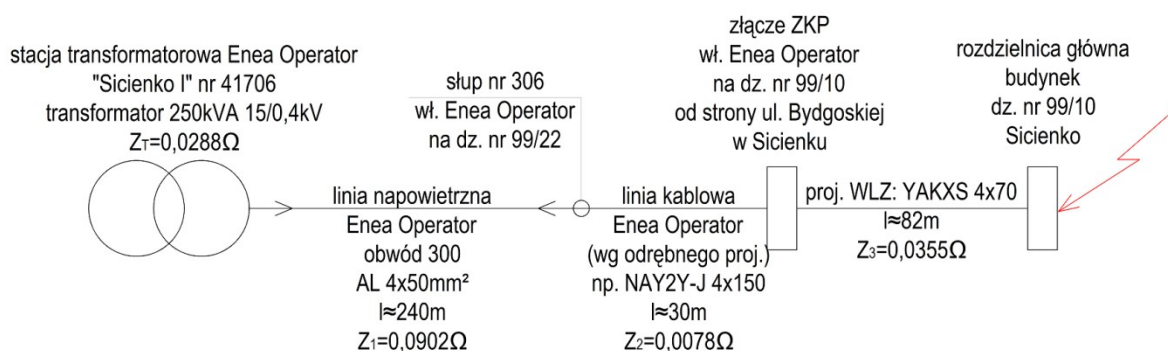 stacja transformatorowa Enea Operator
"Sicienko I" nr 41706
transformator 250kVA 15/0,4kV
ZT=0,0288Ω
linia napowietrzna
Enea Operator
obwód 300
AL 4x50mm²
l≈240m
Z1=0,0902Ω
słup nr 306
wł. Enea Operator
na dz. nr 99/22
linia kablowa
Enea Operator
(wg odrębnego proj.)
np. NAY2Y-J 4x150
l≈30m
Z2=0,0078Ω
złącze ZKP
wł. Enea Operator
na dz. nr 99/10
od strony ul. Bydgoskiej
w Sicienku
proj. WLZ: YAKXS 4x70
l≈82m
Z3=0,0355Ω
rozdzielnica główna
budynek
dz. nr 99/10
Sicienko